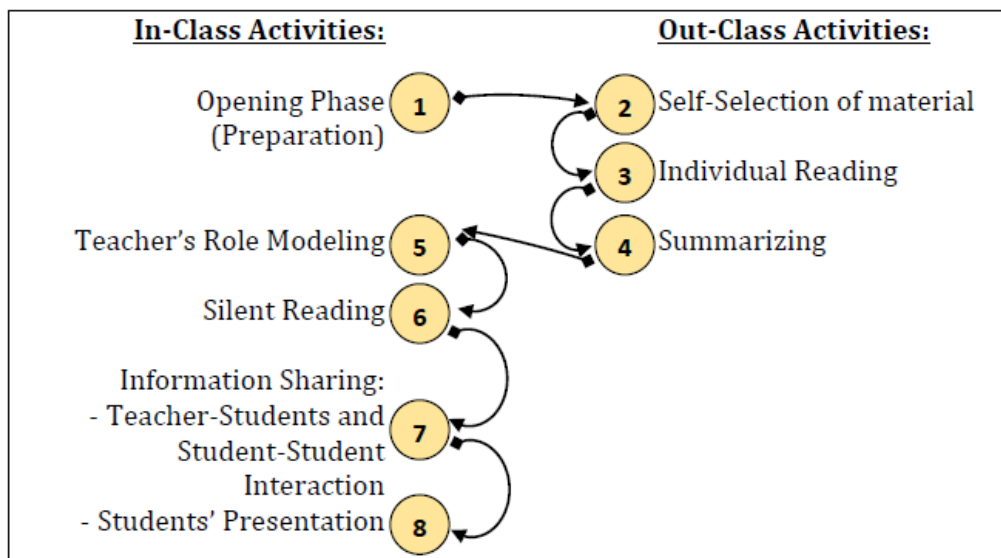 In-Class Activities:
Out-Class Activities:
Opening Phase
(Preparation)
1
2
Self-Selection of material
3
Individual Reading
4
Summarizing
Teacher's Role Modeling
5
Silent Reading
6
Information Sharing:
- Teacher-Students and
Student-Student
Interaction
7
- Students' Presentation
8